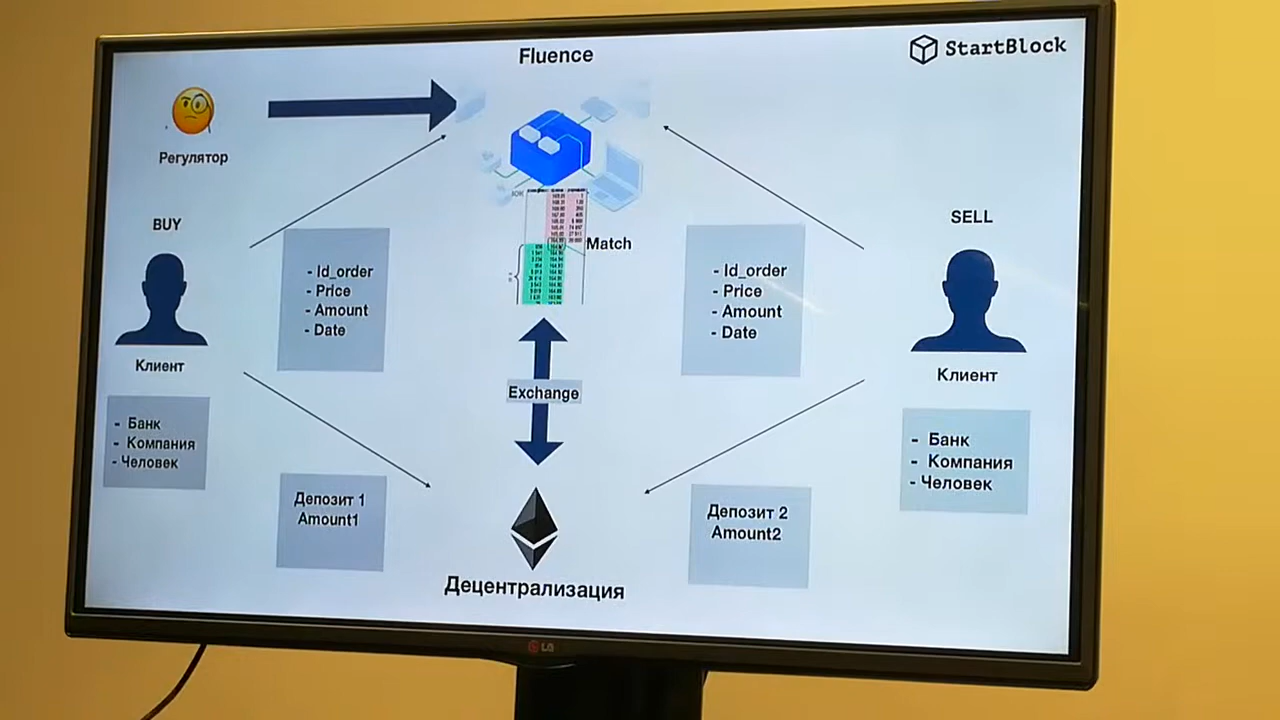 Fluence
StartBlock
Регулятор
BUY
SELL
Match
- Id_order
- Price
- Amount
- Date
- Id_order
- Price
- Amount
- Date
Клиент
Клиент
Exchange
- Банк
- Компания
- Человек
- Банк
- Компания
- Человек
Депозит 1
Amount1
Депозит 2
Amount2
Децентрализация
LG